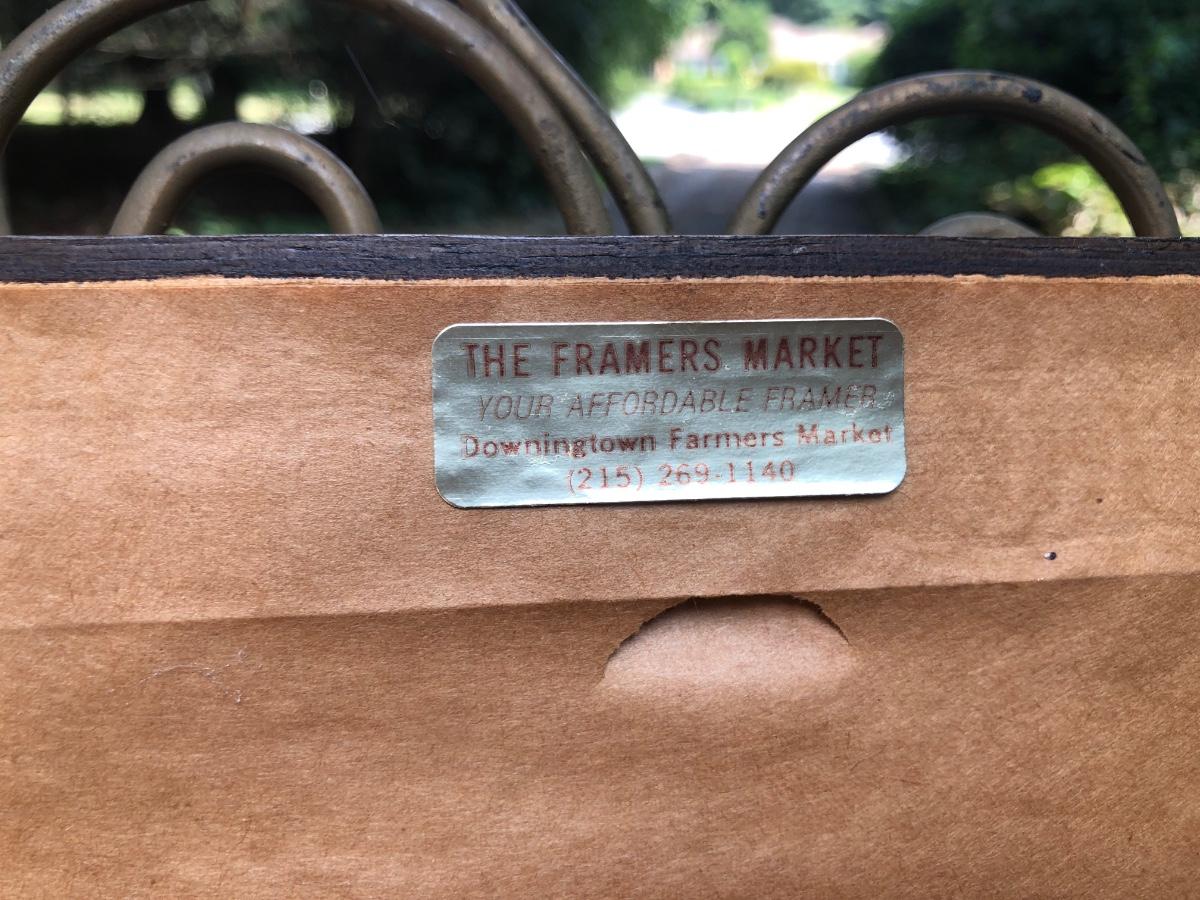 THE FRAMERS MARKET
YOUR AFFORDABLE FRAMER
Downingtown Farmers Market
(215) 269-1140